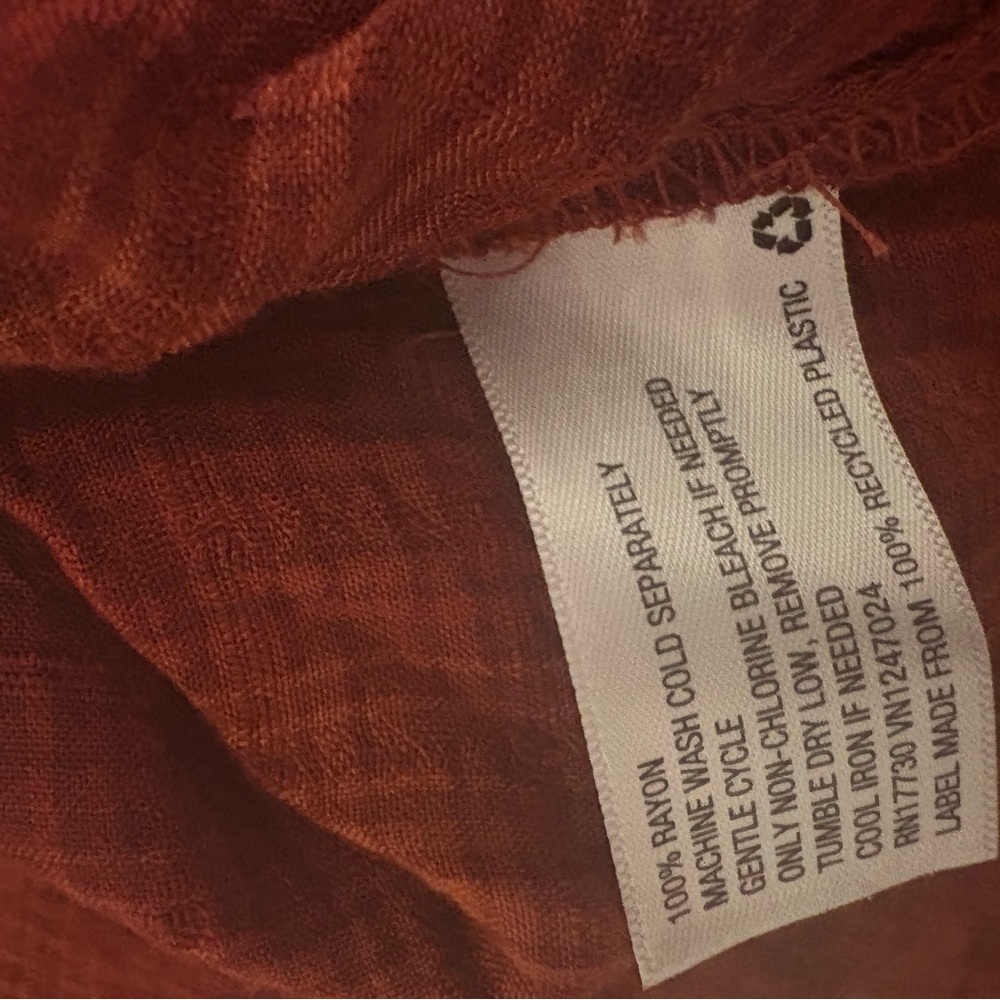 100% RAYON
MACHINE WASH COLD SEPARATELY
GENTLE CYCLE
ONLY NON-CHLORINE BLEACH IF NEEDED
TUMBLE DRY LOW, REMOVE PROMPTLY
COOL IRON IF NEEDED
RN17730 VN1247024
LABEL MADE FROM 100% RECYCLED PLASTIC